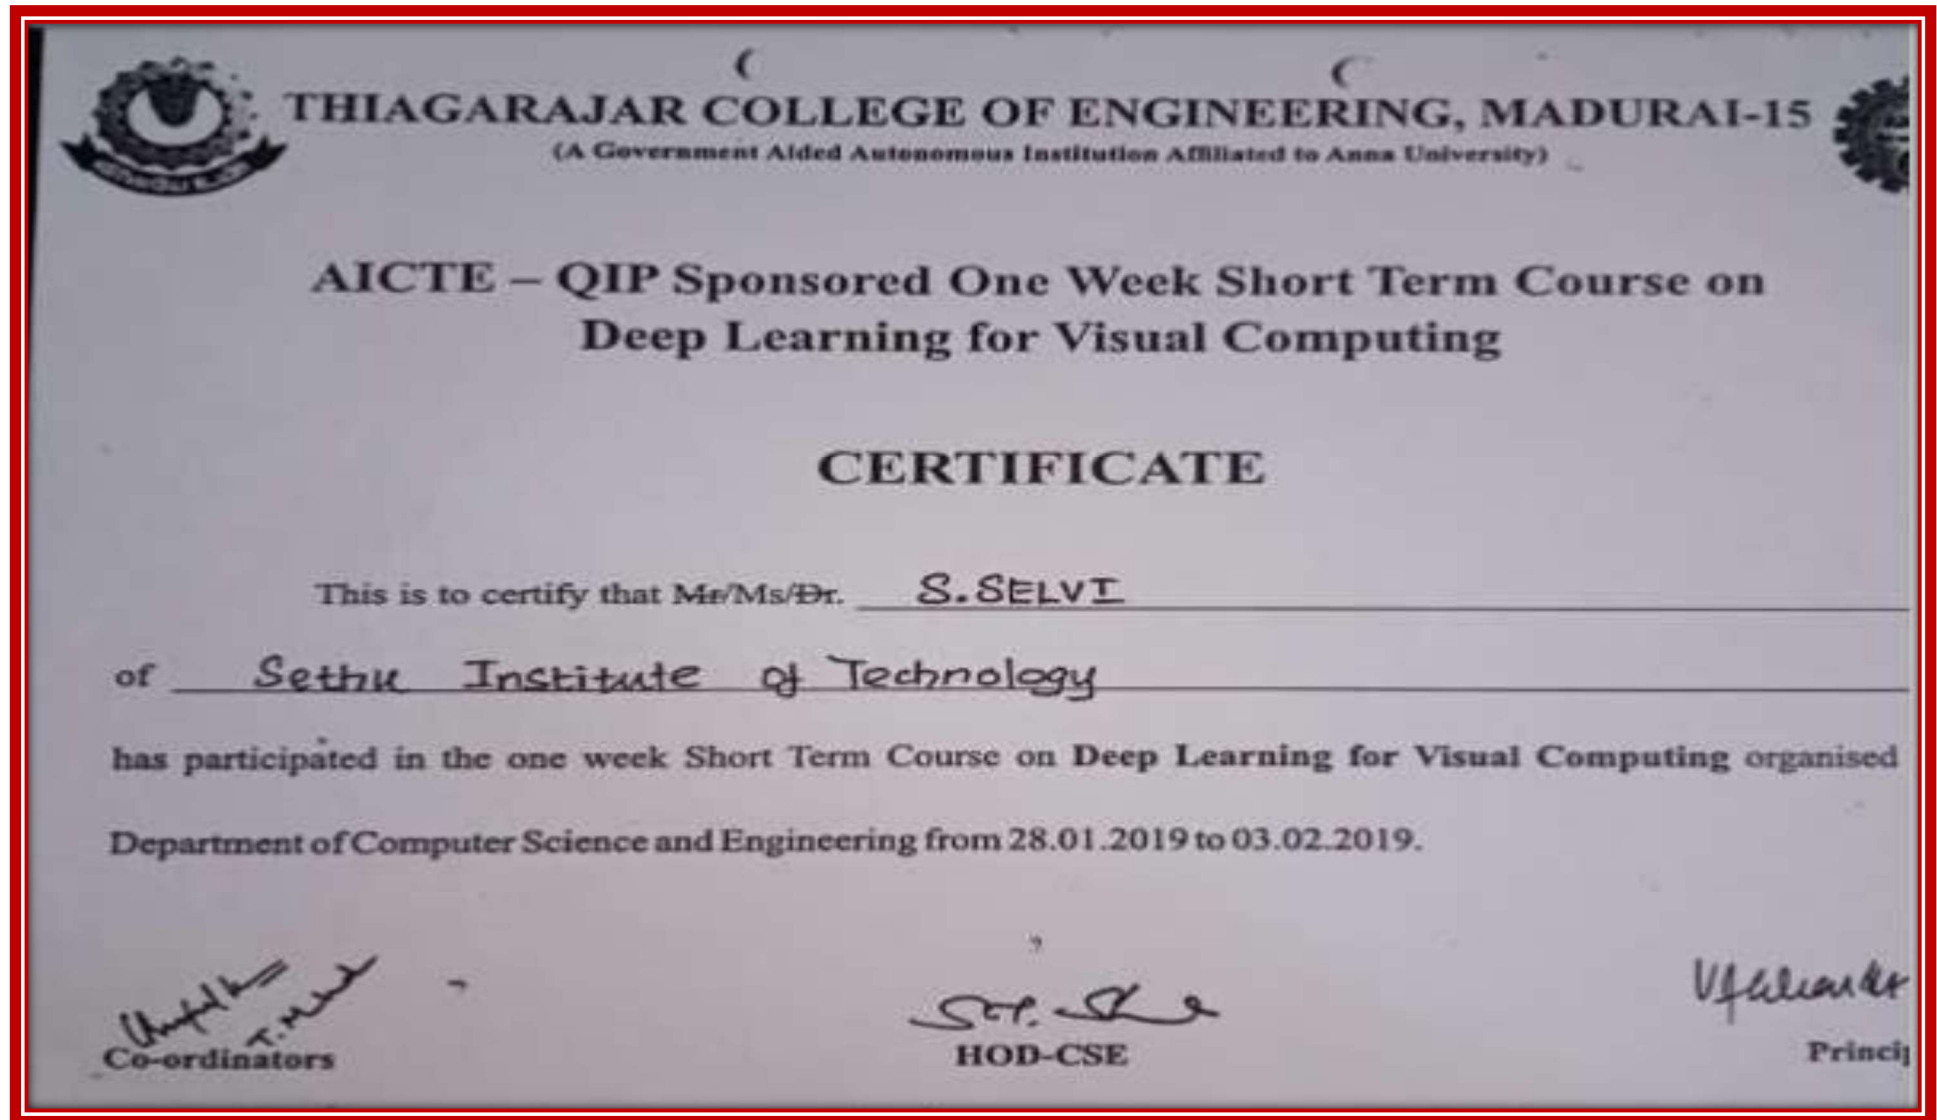 THIAGARAJAR COLLEGE OF ENGINEERING, MADURAI-15
(A Government Aided Autonomous Institution Affiliated to Anna University)
AICTE – QIP Sponsored One Week Short Term Course on
Deep Learning for Visual Computing
CERTIFICATE
This is to certify that Mr/Ms/Dr. S.SELVI
of Sethu Institute of Technology
has participated in the one week Short Term Course on Deep Learning for Visual Computing organised
Department of Computer Science and Engineering from 28.01.2019 to 03.02.2019.
Co-ordinators HOD-CSE Princip